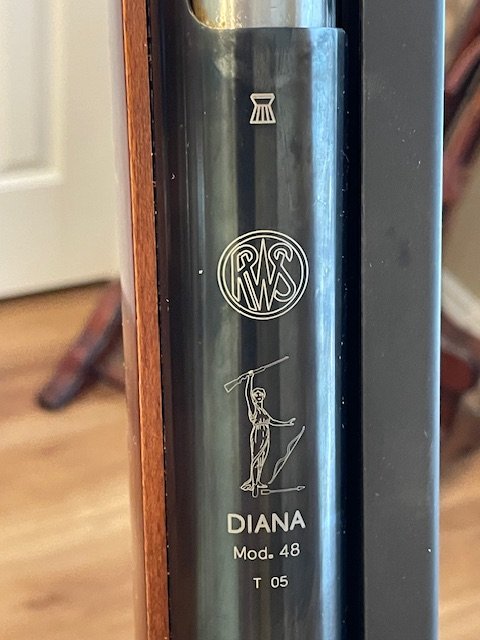 RWS
DIANA
Mod. 48
T 05